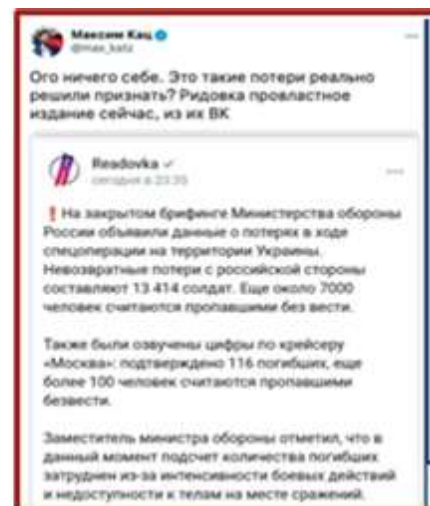 Максим Кац
@max_katz
Ого ничего себе. Это такие потери реально
решили признать? Ридовка провластное
издание сейчас, из их ВК
Readovka
сегодня в 23:35
❗ На закрытом брифинге Министерства обороны
России объявили данные о потерях в ходе
спецоперации на территории Украины.
Невозвратные потери с российской стороны
составляют 13 414 солдат. Еще около 7000
человек считаются пропавшими без вести.
Также были озвучены цифры по крейсеру
«Москва»: подтверждено 116 погибших, еще
более 100 человек считаются пропавшими
безвести.
Заместитель министра обороны отметил, что в
данный момент подсчет количества погибших
затруднен из-за интенсивности боевых действий
и недоступности к телам на месте сражений.